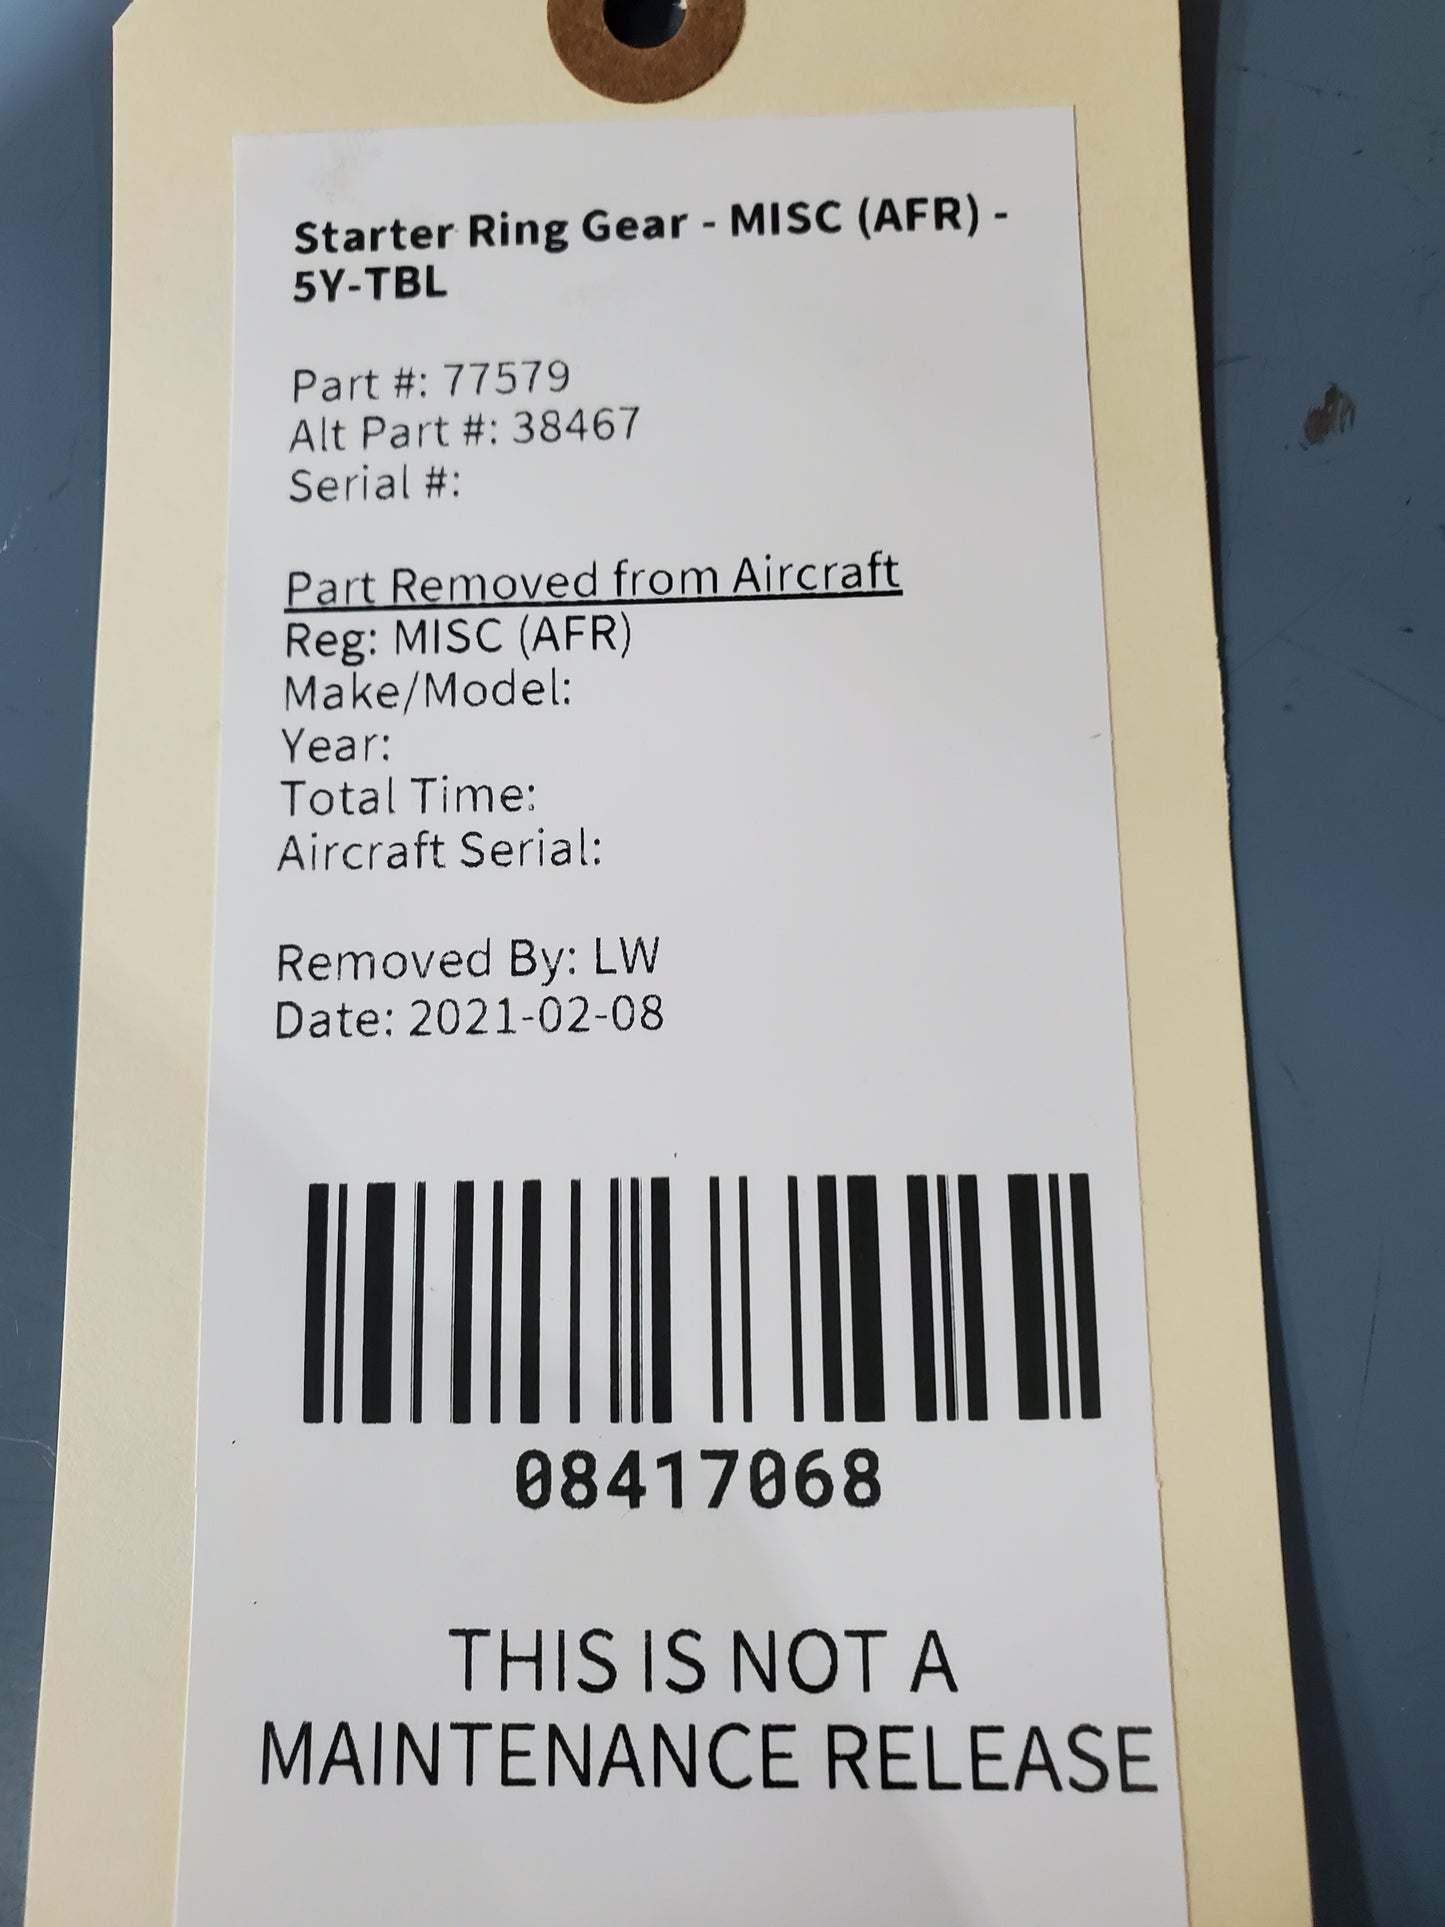 Starter Ring Gear - MISC (AFR) -
5Y-TBL
Part #: 77579
Alt Part #: 38467
Serial #:
Part Removed from Aircraft
Reg: MISC (AFR)
Make/Model:
Year:
Total Time:
Aircraft Serial:
Removed By: LW
Date: 2021-02-08
08417068
THIS IS NOT A
MAINTENANCE RELEASE